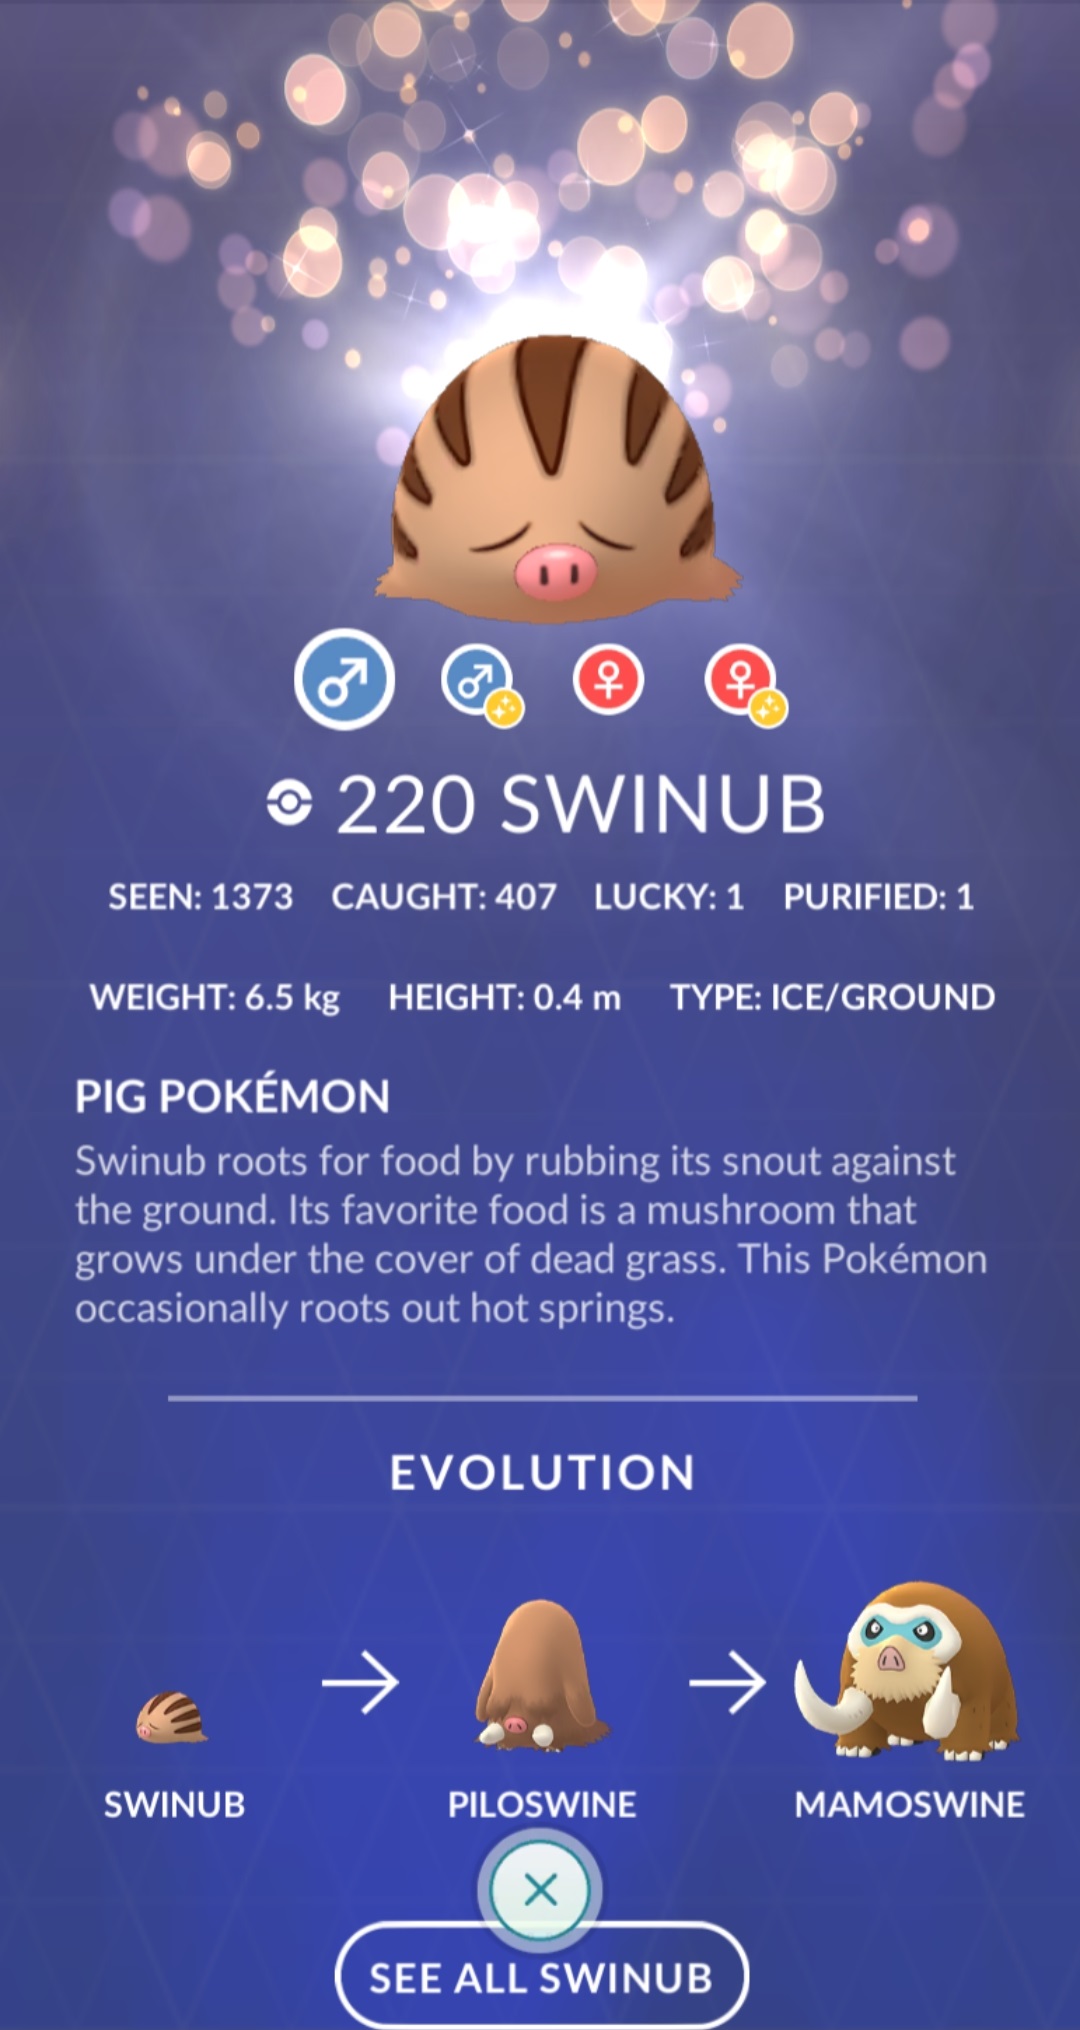 220 SWINUB
SEEN: 1373 CAUGHT: 407 LUCKY: 1 PURIFIED: 1
WEIGHT: 6.5 kg HEIGHT: 0.4 m TYPE: ICE/GROUND
PIG POKÉMON
Swinub roots for food by rubbing its snout against
the ground. Its favorite food is a mushroom that
grows under the cover of dead grass. This Pokémon
occasionally roots out hot springs.
EVOLUTION
SWINUB PILOSWINE MAMOSWINE
SEE ALL SWINUB